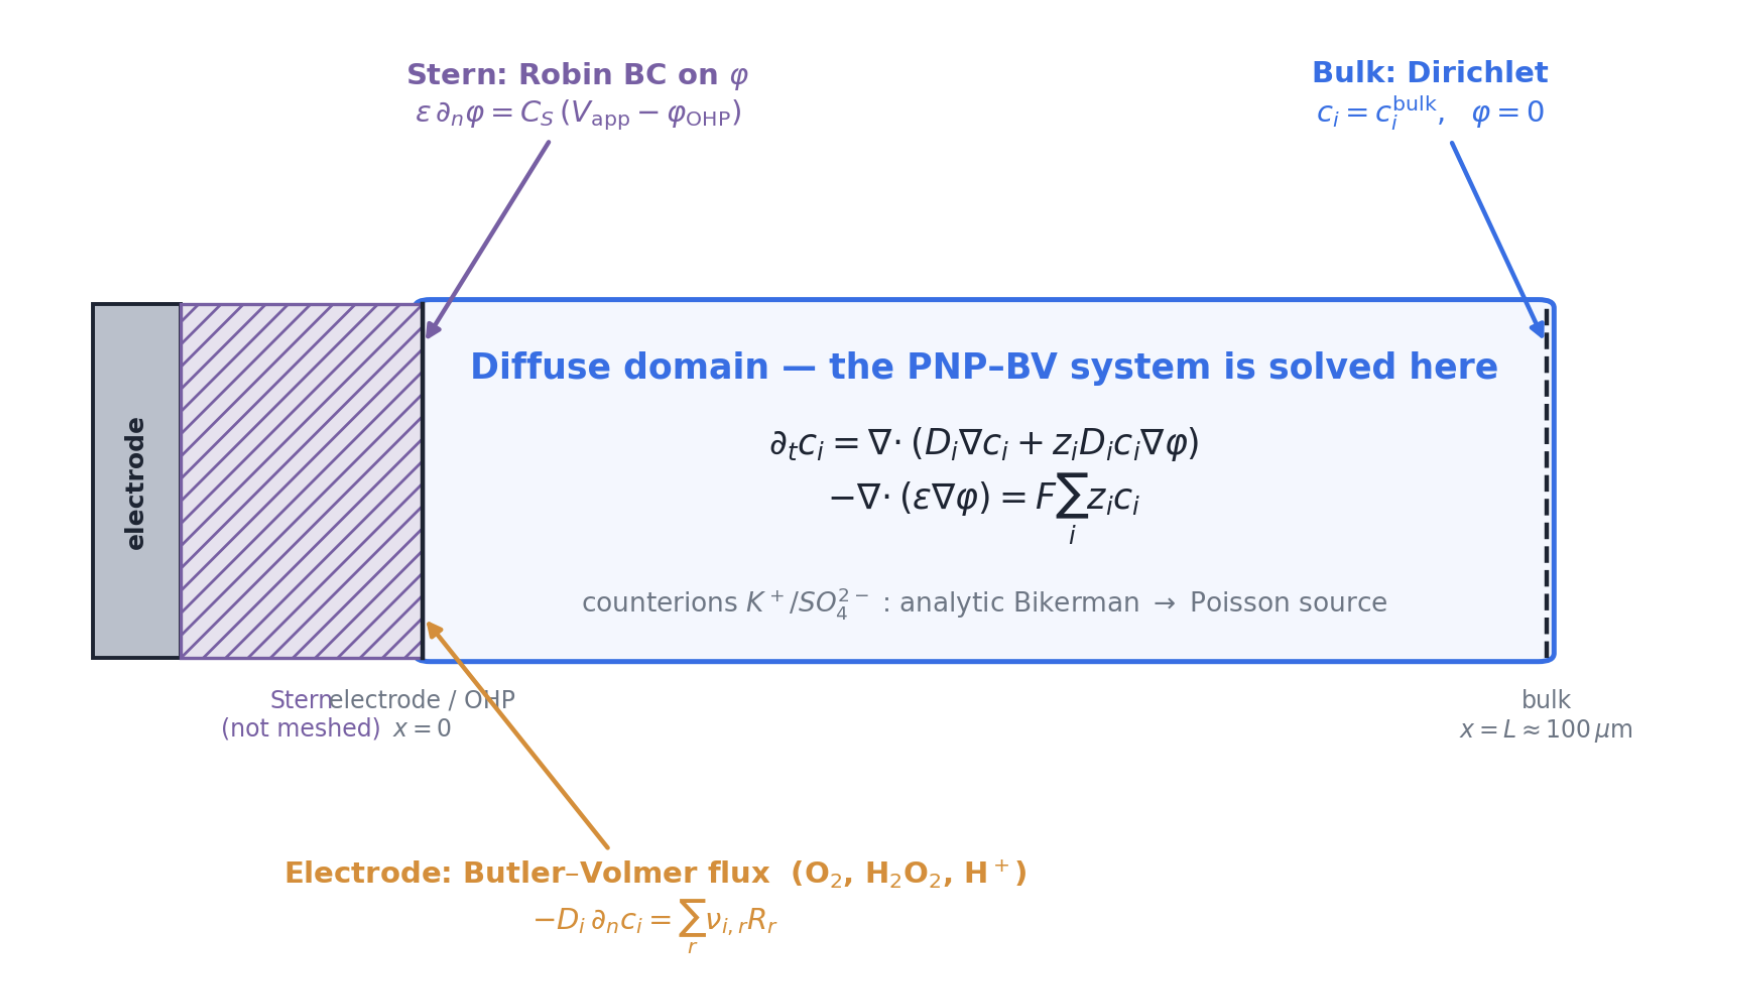 Stern: Robin BC on φ
ε ∂ₙφ = C_S (V_app − φ_OHP)
Bulk: Dirichlet
cᵢ = cᵢ^bulk, φ = 0
electrode
Diffuse domain — the PNP–BV system is solved here
∂ₜcᵢ = ∇· (Dᵢ∇cᵢ + zᵢDᵢcᵢ∇φ)
−∇· (ε∇φ) = F∑ᵢ zᵢcᵢ
counterions K⁺/SO₄²⁻ : analytic Bikerman → Poisson source
Stern
(not meshed)
electrode / OHP
x = 0
bulk
x = L ≈ 100 μm
Electrode: Butler–Volmer flux (O₂, H₂O₂, H⁺)
−Dᵢ ∂ₙcᵢ = ∑ᵣ νᵢ,ᵣRᵣ